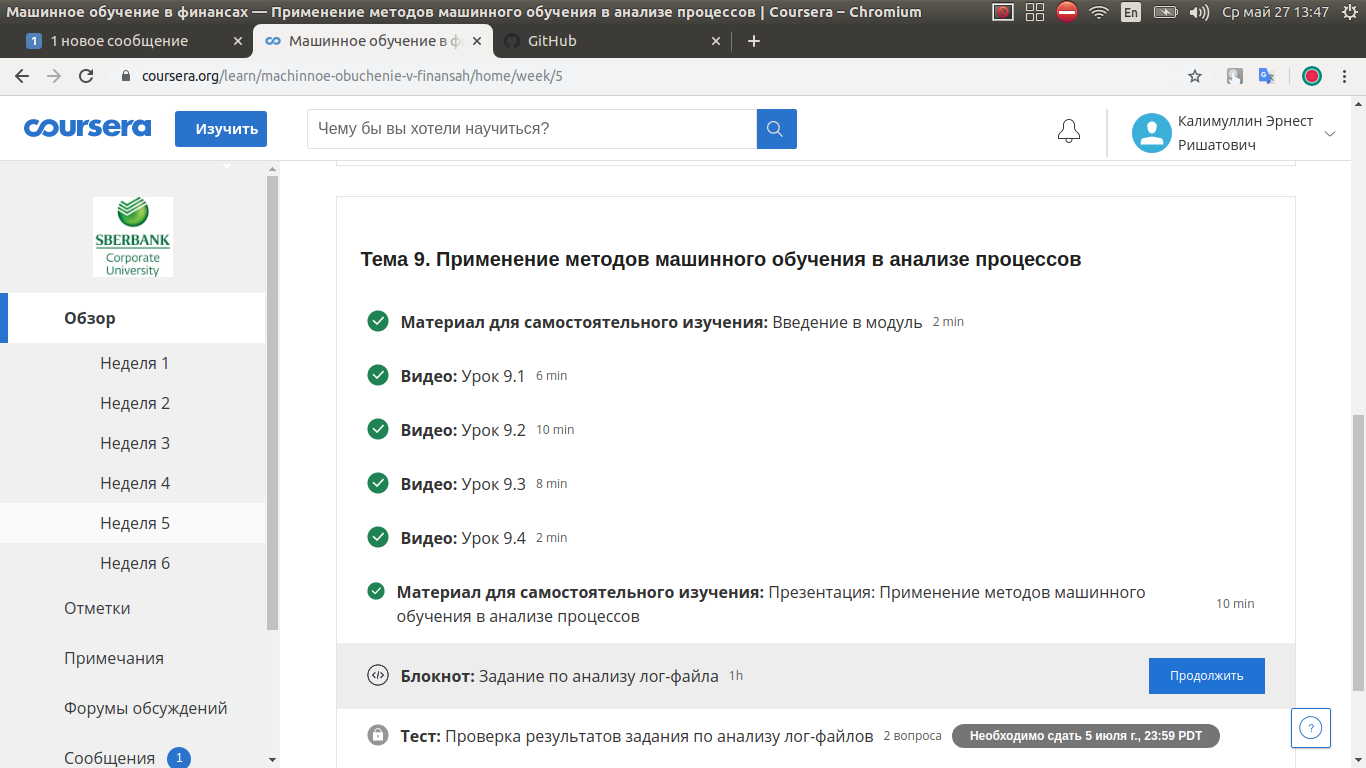 Машинное обучение в финансах — Применение методов машинного обучения в анализе процессов | Coursera – Chromium
En
Ср май 27 13:47
1
1 новое сообщение
Машинное обучение в ф
GitHub
coursera.org/learn/machinnoe-obuchenie-v-finansah/home/week/5
coursera
Изучить
Чему бы вы хотели научиться?
Калимуллин Эрнест
Ришатович
SBERBANK
Corporate
University
Обзор
Неделя 1
Неделя 2
Неделя 3
Неделя 4
Неделя 5
Неделя 6
Отметки
Примечания
Форумы обсуждений
Сообщения 1
Тема 9. Применение методов машинного обучения в анализе процессов
Материал для самостоятельного изучения: Введение в модуль 2 min
Видео: Урок 9.1 6 min
Видео: Урок 9.2 10 min
Видео: Урок 9.3 8 min
Видео: Урок 9.4 2 min
Материал для самостоятельного изучения: Презентация: Применение методов машинного
обучения в анализе процессов
10 min
Блокнот: Задание по анализу лог-файла 1h
Продолжить
Тест: Проверка результатов задания по анализу лог-файлов 2 вопроса Необходимо сдать 5 июля г., 23:59 PDT